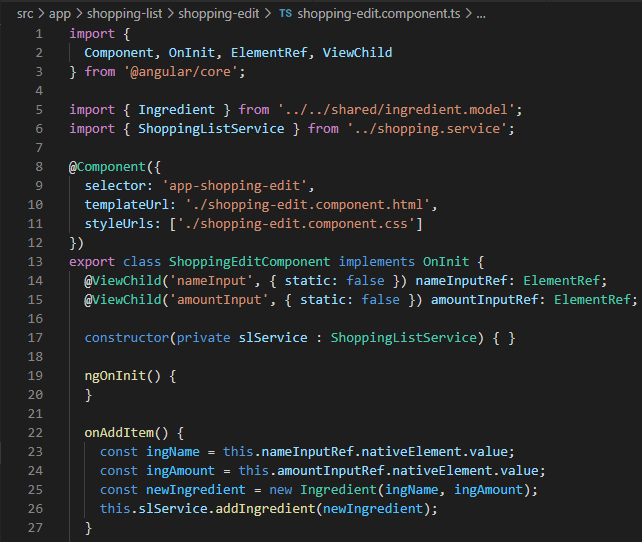 src > app > shopping-list > shopping-edit > TS shopping-edit.component.ts > ...
1 import {
2   Component, OnInit, ElementRef, ViewChild
3 } from '@angular/core';
4
5 import { Ingredient } from '../../shared/ingredient.model';
6 import { ShoppingListService } from '../shopping.service';
7
8 @Component({
9   selector: 'app-shopping-edit',
10   templateUrl: './shopping-edit.component.html',
11   styleUrls: ['./shopping-edit.component.css']
12 })
13 export class ShoppingEditComponent implements OnInit {
14   @ViewChild('nameInput', { static: false }) nameInputRef: ElementRef;
15   @ViewChild('amountInput', { static: false }) amountInputRef: ElementRef;
16
17   constructor(private slService : ShoppingListService) { }
18
19   ngOnInit() {
20   }
21
22   onAddItem() {
23     const ingName = this.nameInputRef.nativeElement.value;
24     const ingAmount = this.amountInputRef.nativeElement.value;
25     const newIngredient = new Ingredient(ingName, ingAmount);
26     this.slService.addIngredient(newIngredient);
27   }